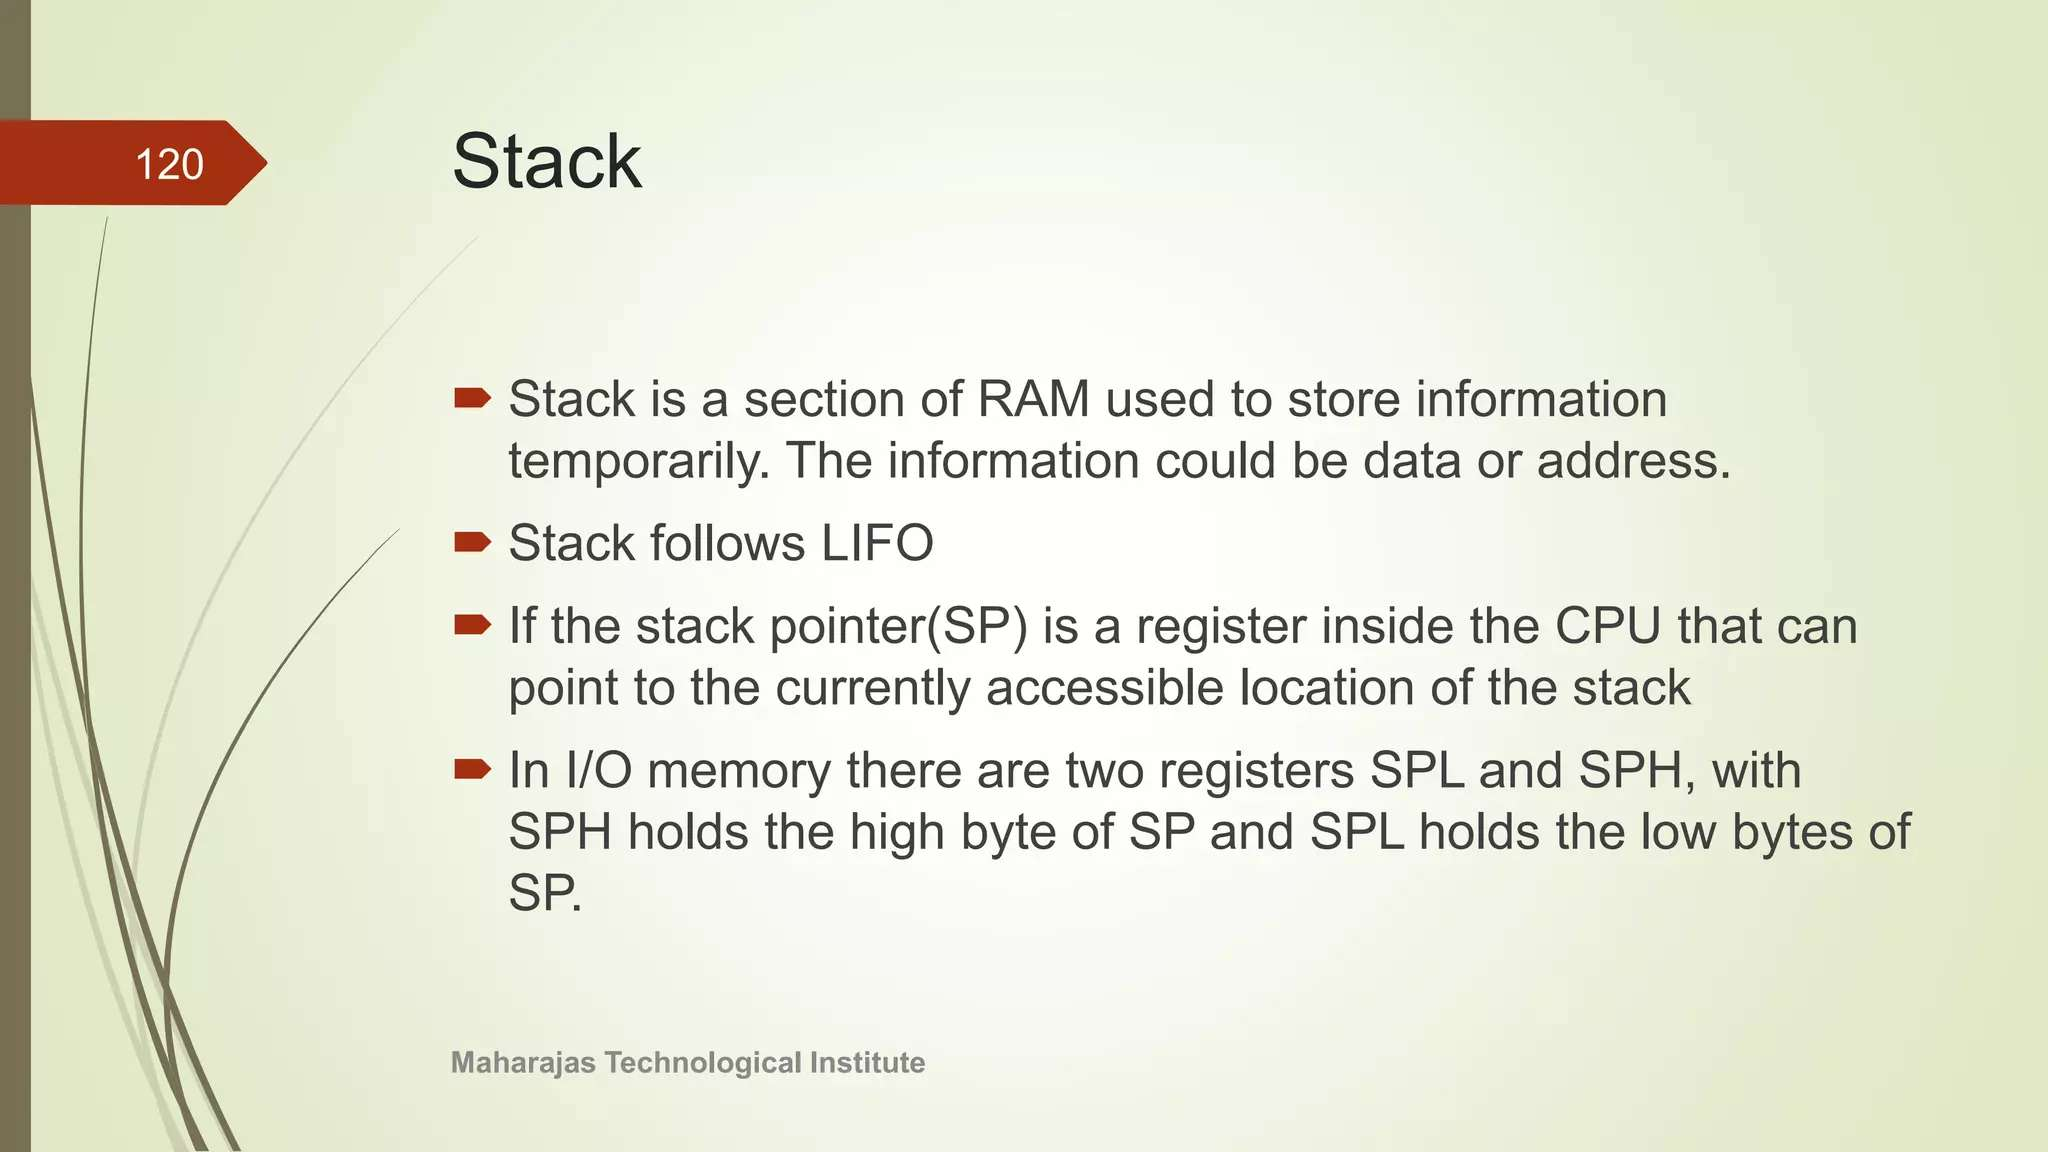 120
Stack
Stack is a section of RAM used to store information
temporarily. The information could be data or address.
Stack follows LIFO
If the stack pointer(SP) is a register inside the CPU that can
point to the currently accessible location of the stack
In I/O memory there are two registers SPL and SPH, with
SPH holds the high byte of SP and SPL holds the low bytes of
SP.
Maharajas Technological Institute